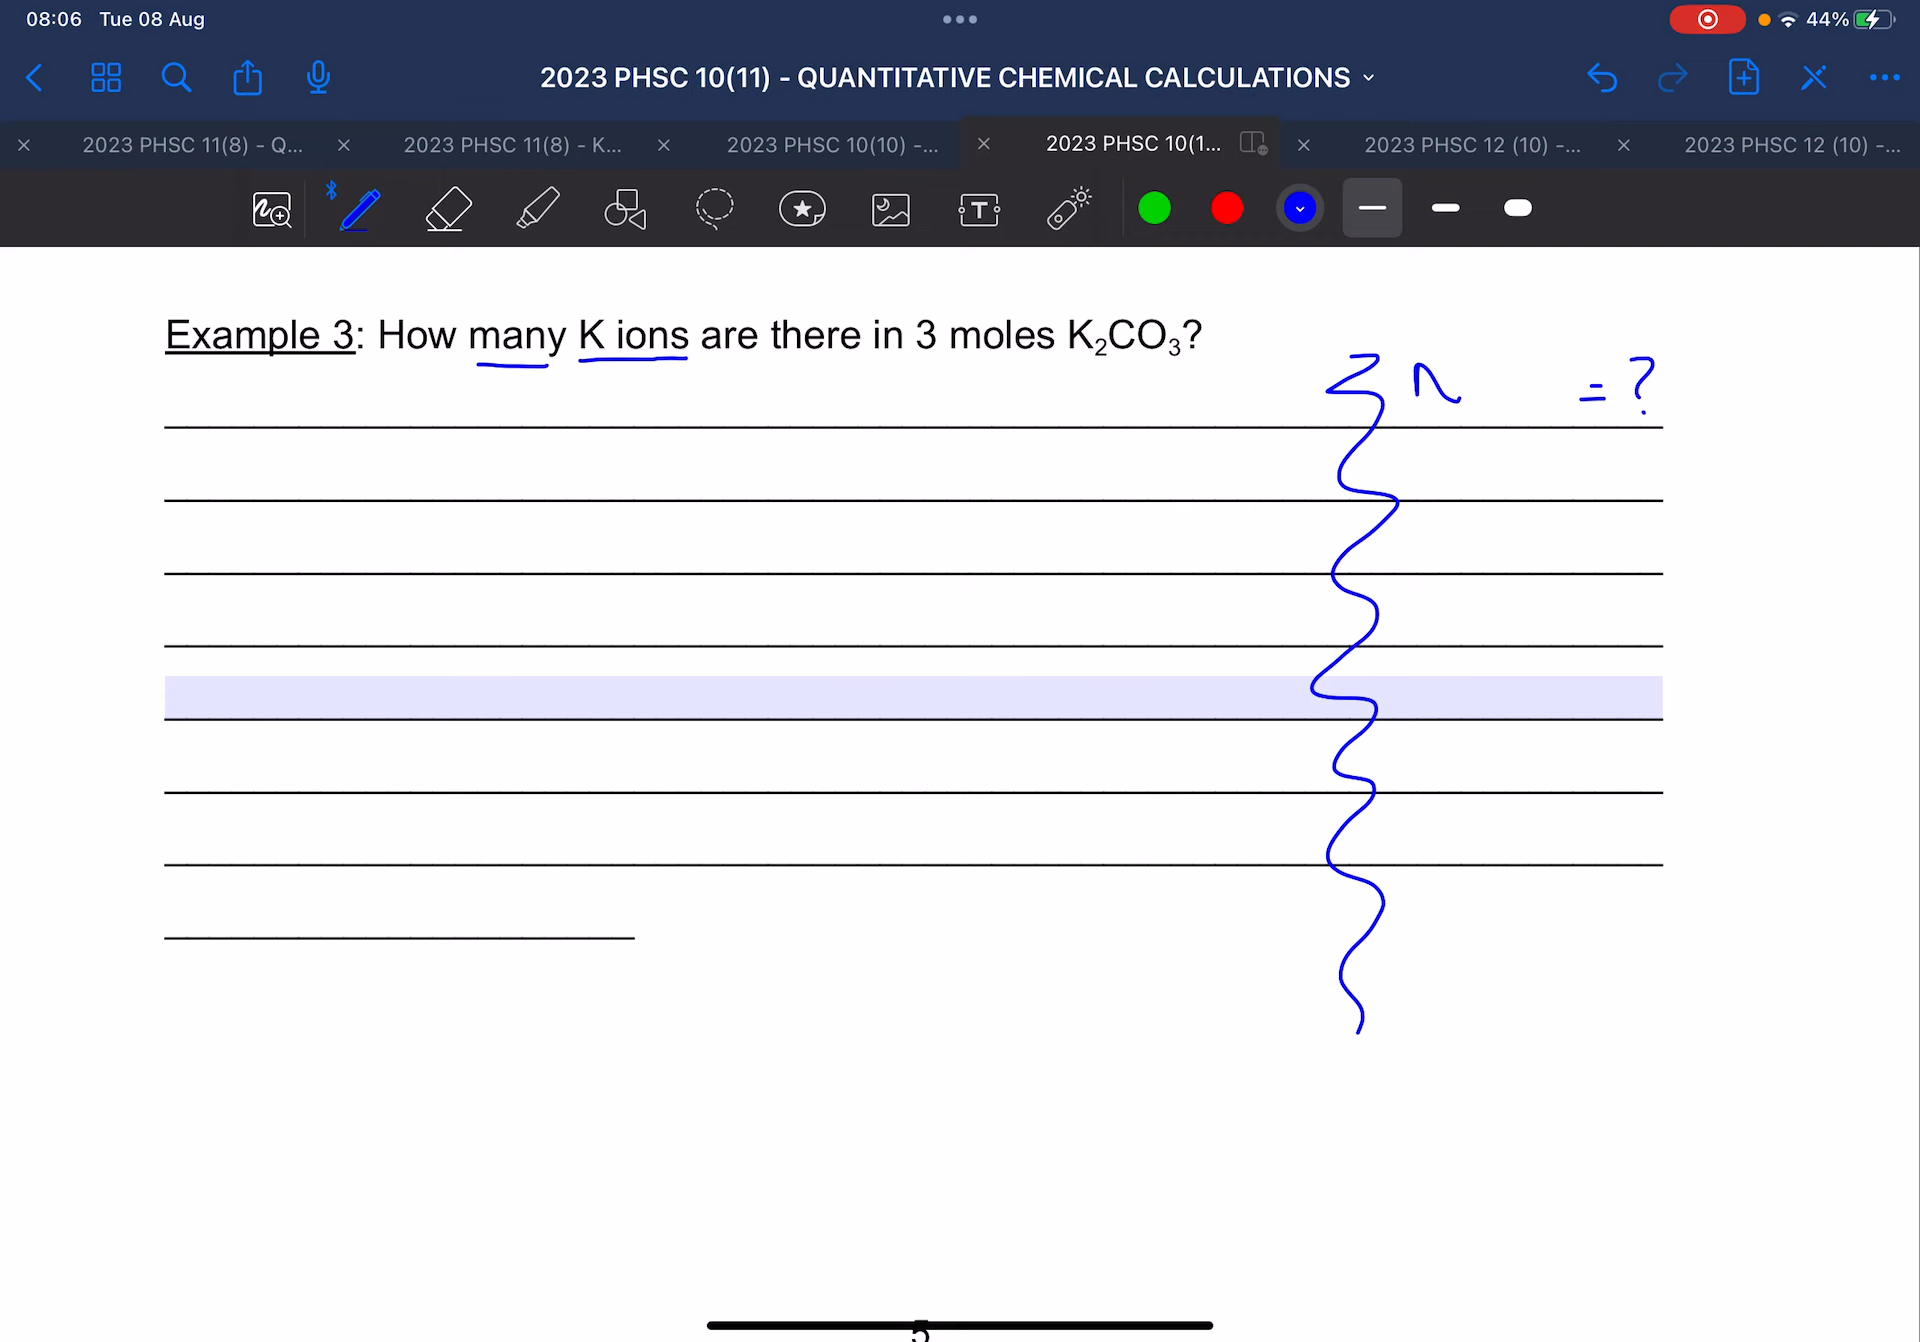 08:06 Tue 08 Aug
44%
2023 PHSC 10(11) - QUANTITATIVE CHEMICAL CALCULATIONS
2023 PHSC 11(8) - Q...
2023 PHSC 11(8) - K...
2023 PHSC 10(10) -...
2023 PHSC 10(1...
2023 PHSC 12 (10) -...
2023 PHSC 12 (10) -...
Example 3: How many K ions are there in 3 moles K₂CO₃?
n = ?
5